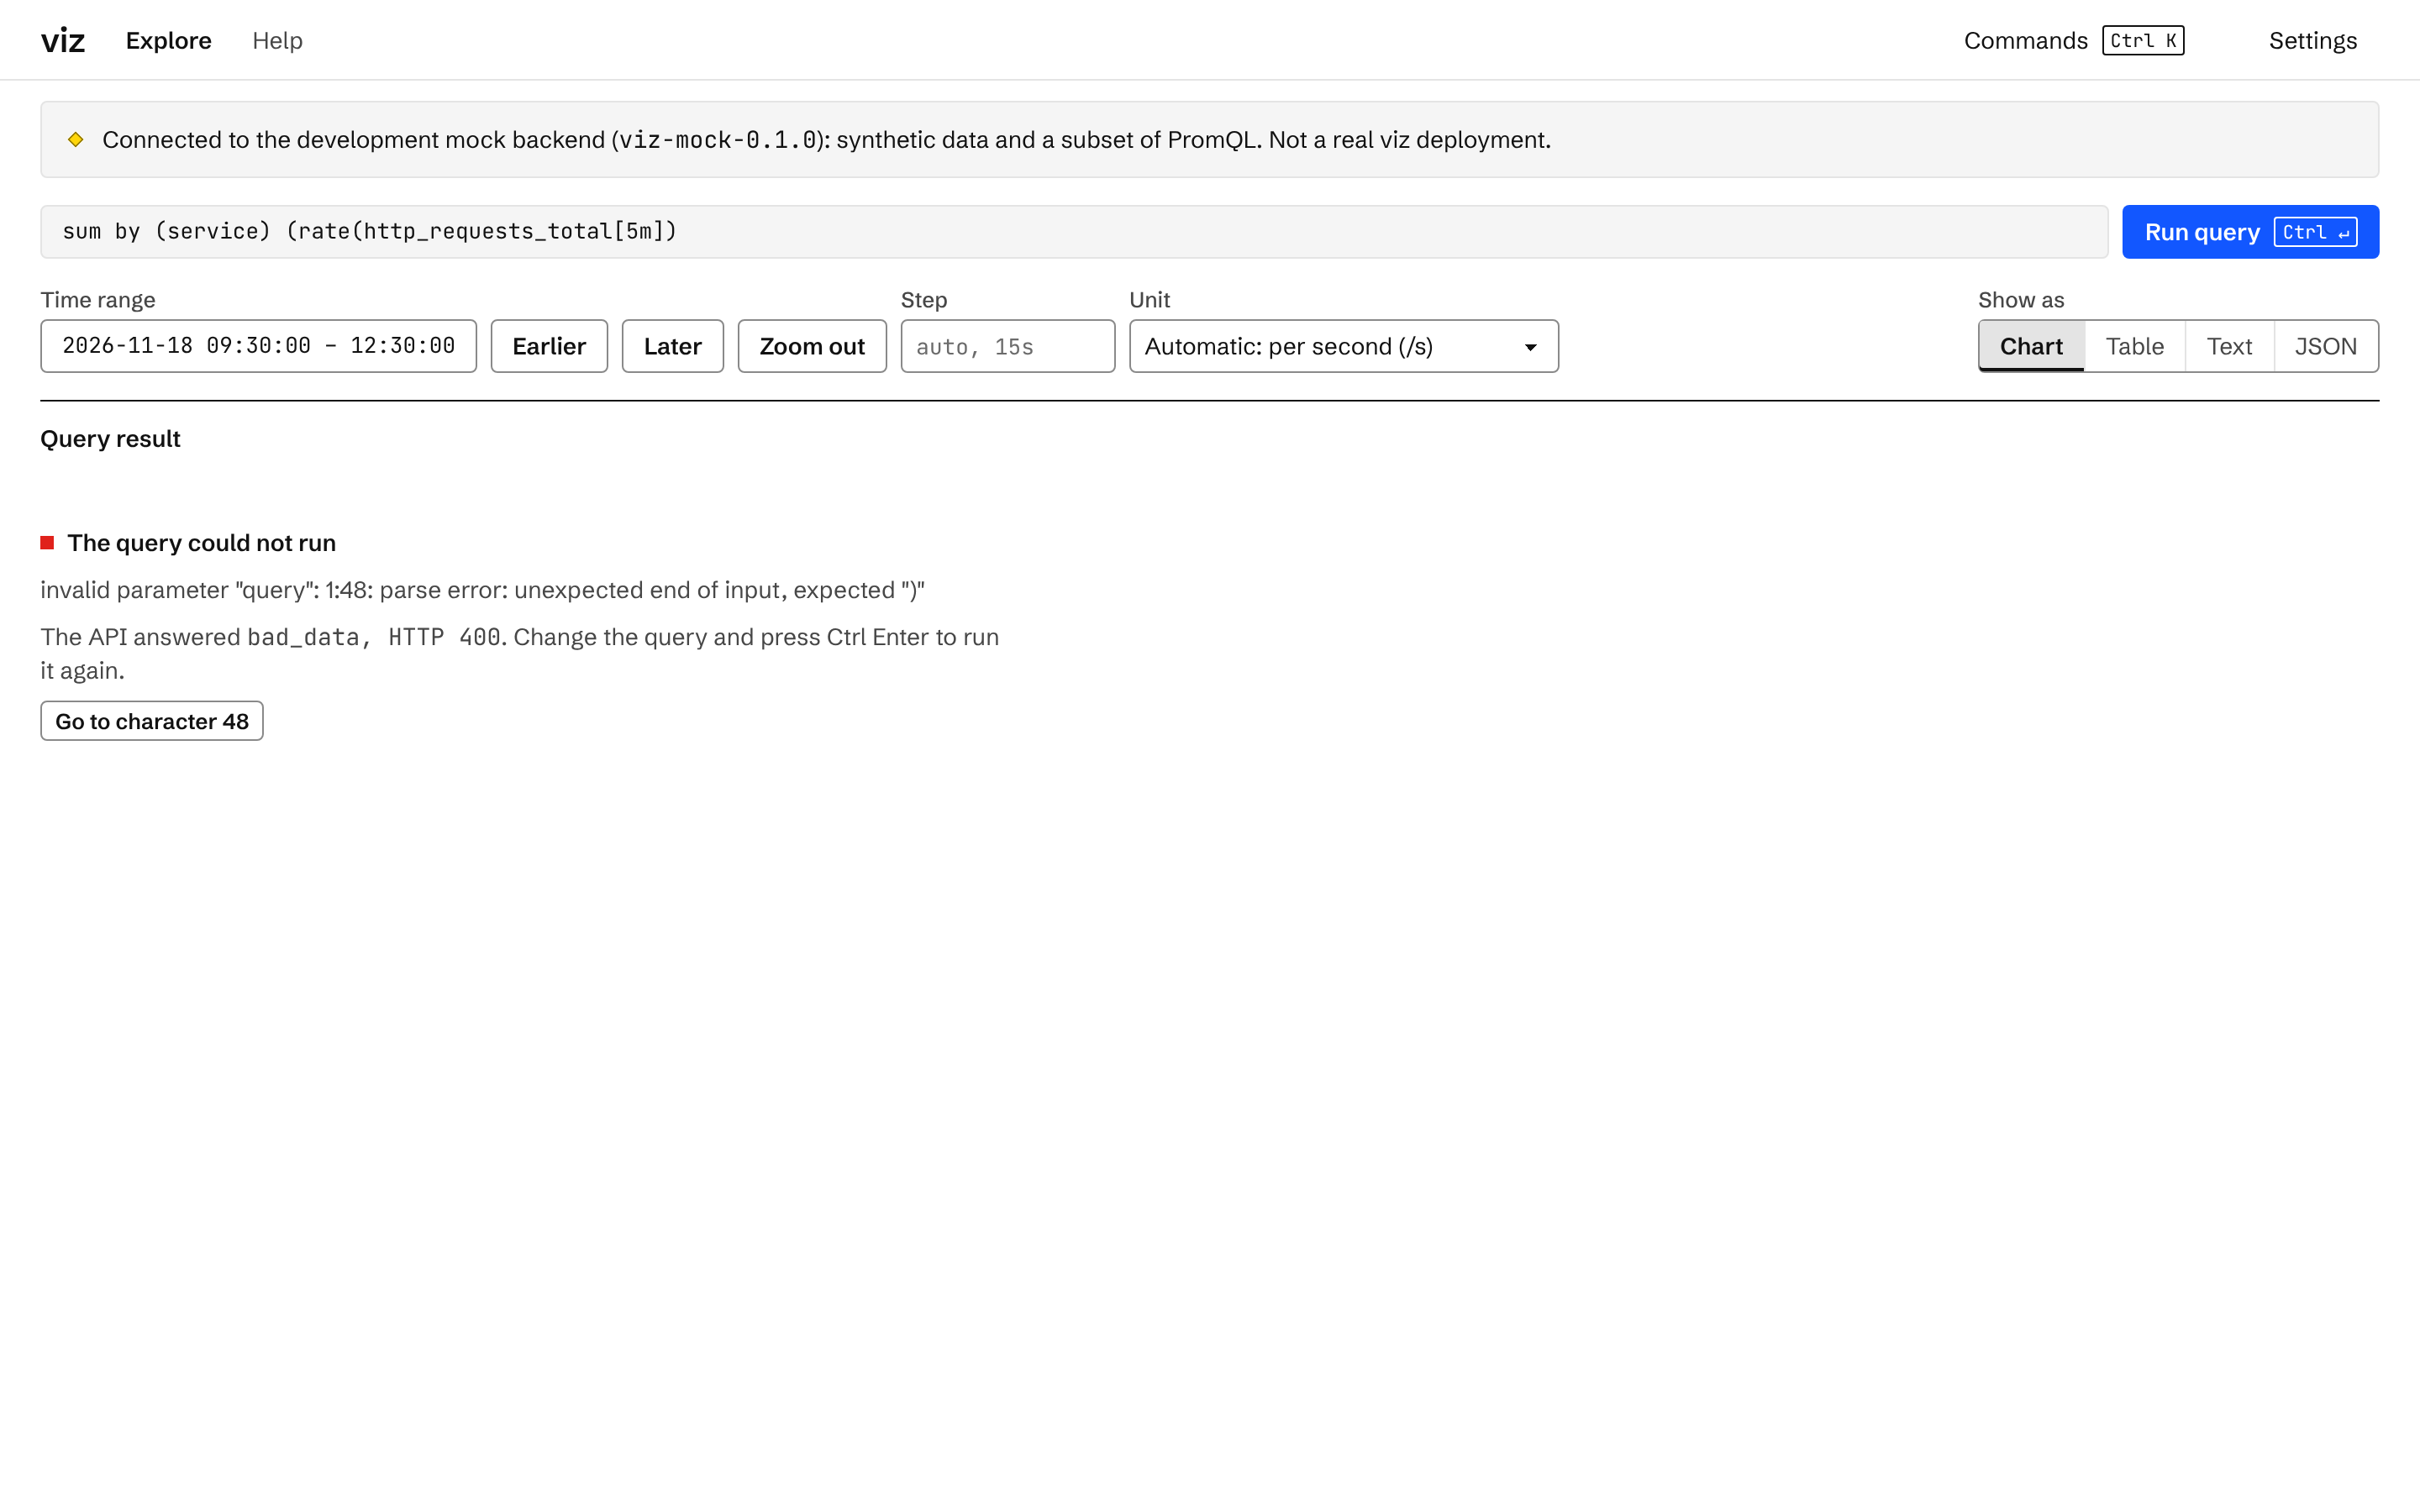 viz Explore Help Commands Ctrl K Settings
Connected to the development mock backend (viz-mock-0.1.0): synthetic data and a subset of PromQL. Not a real viz deployment.
sum by (service) (rate(http_requests_total[5m]) Run query Ctrl ↵
Time range Step Unit Show as
2026-11-18 09:30:00 – 12:30:00 Earlier Later Zoom out auto, 15s Automatic: per second (/s) Chart Table Text JSON
Query result
The query could not run
invalid parameter "query": 1:48: parse error: unexpected end of input, expected ")"
The API answered bad_data, HTTP 400. Change the query and press Ctrl Enter to run
it again.
Go to character 48